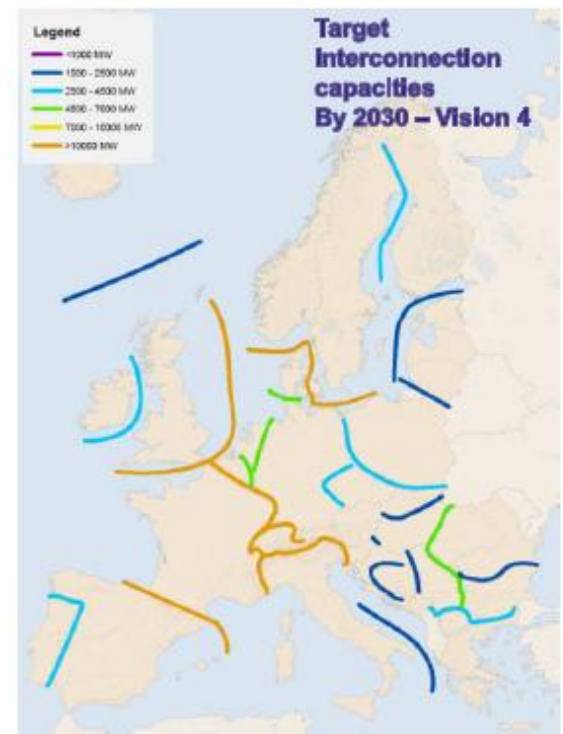 Legend
<1000 MW
1000 - 2500 MW
2500 - 4500 MW
4500 - 7000 MW
7000 - 10000 MW
>10000 MW
Target
Interconnection
capacities
By 2030 – Vision 4